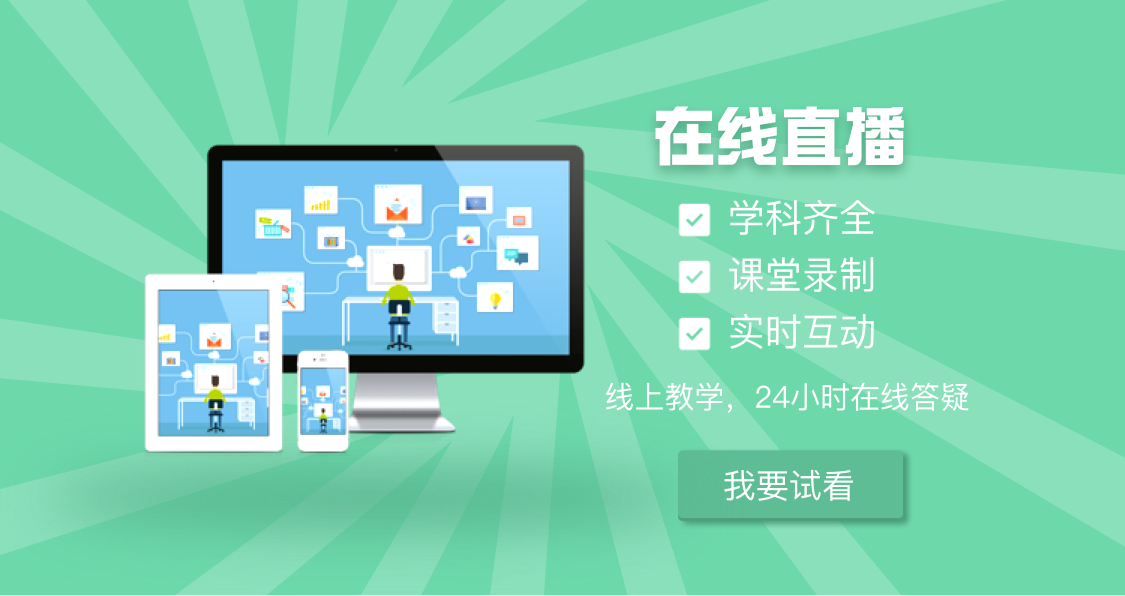 在线直播
学科齐全
课堂录制
实时互动
线上教学，24小时在线答疑
我要试看